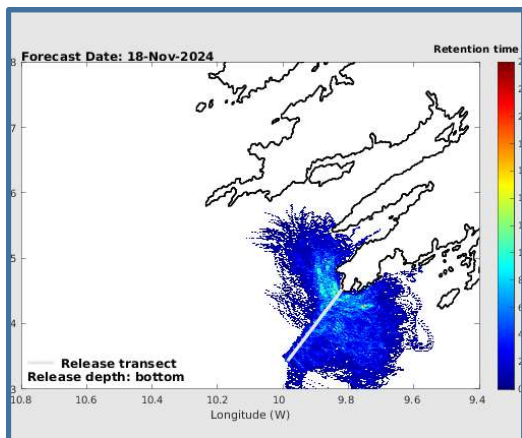 Forecast Date: 18-Nov-2024
Retention time
8
7
6
5
4
3
Release transect
Release depth: bottom
10.8
10.6
10.4
10.2
10
9.8
9.6
9.4
Longitude (W)